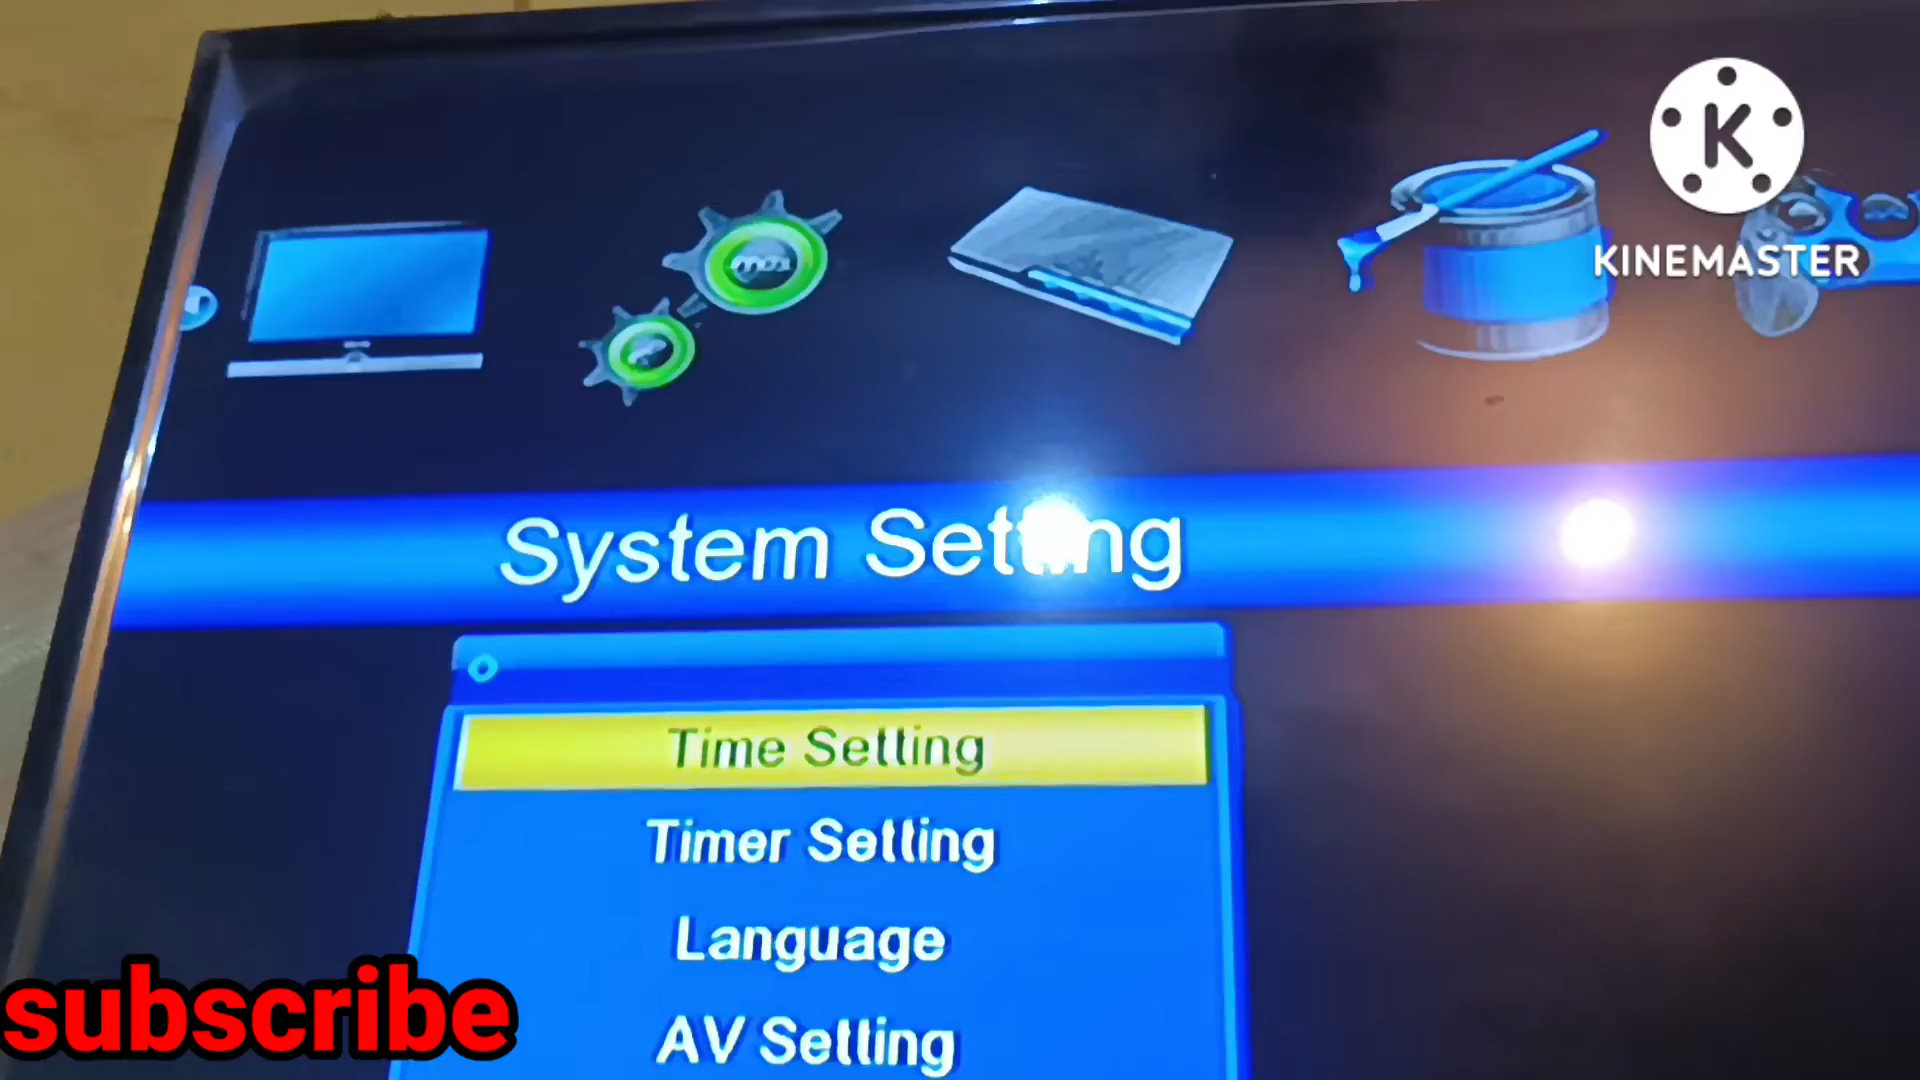 K
KINEMASTER
System Setting
Time Setting
Timer Setting
Language
AV Setting
subscribe